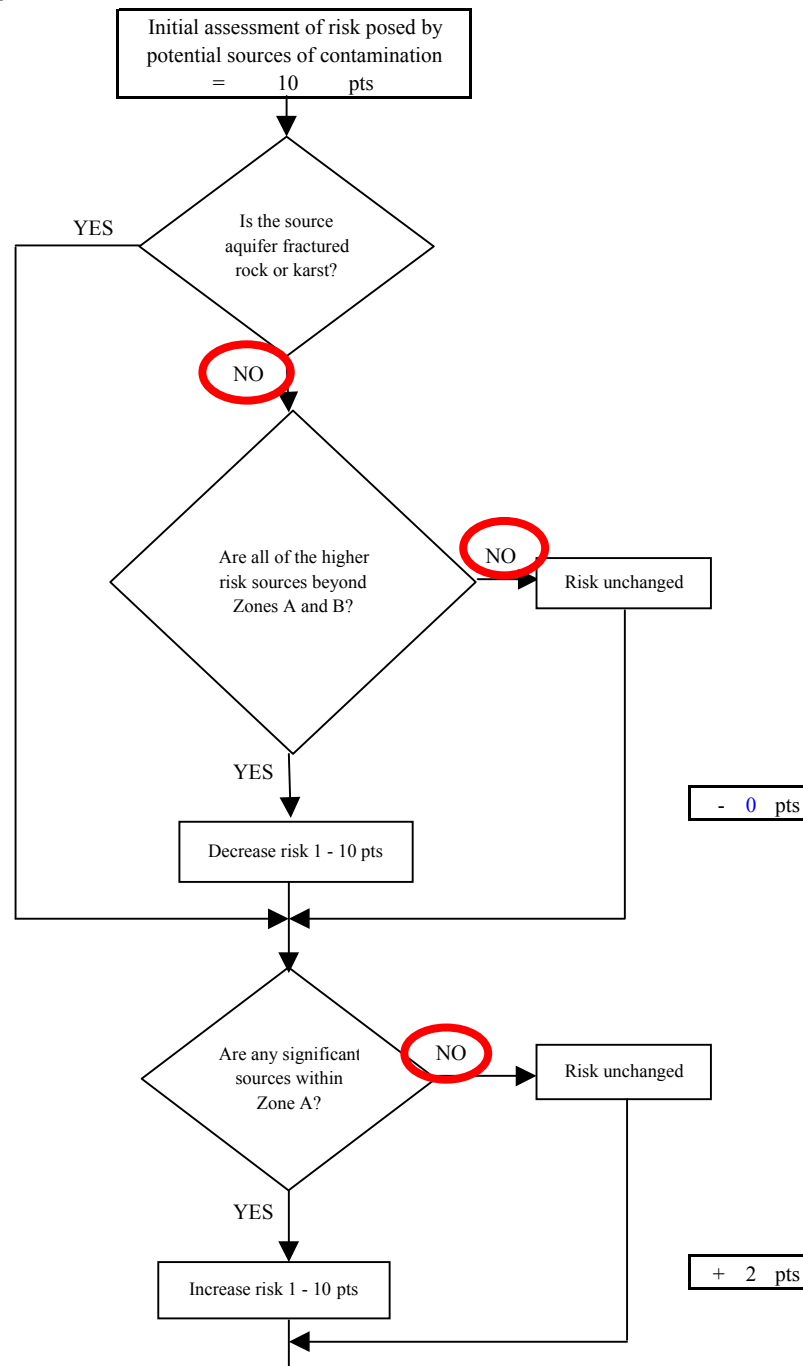 Initial assessment of risk posed by
potential sources of contamination
= 10 pts
YES
Is the source
aquifer fractured
rock or karst?
NO
Are all of the higher
risk sources beyond
Zones A and B?
NO
Risk unchanged
YES
- 0 pts
Decrease risk 1 - 10 pts
Are any significant
sources within
Zone A?
NO
Risk unchanged
YES
+ 2 pts
Increase risk 1 - 10 pts